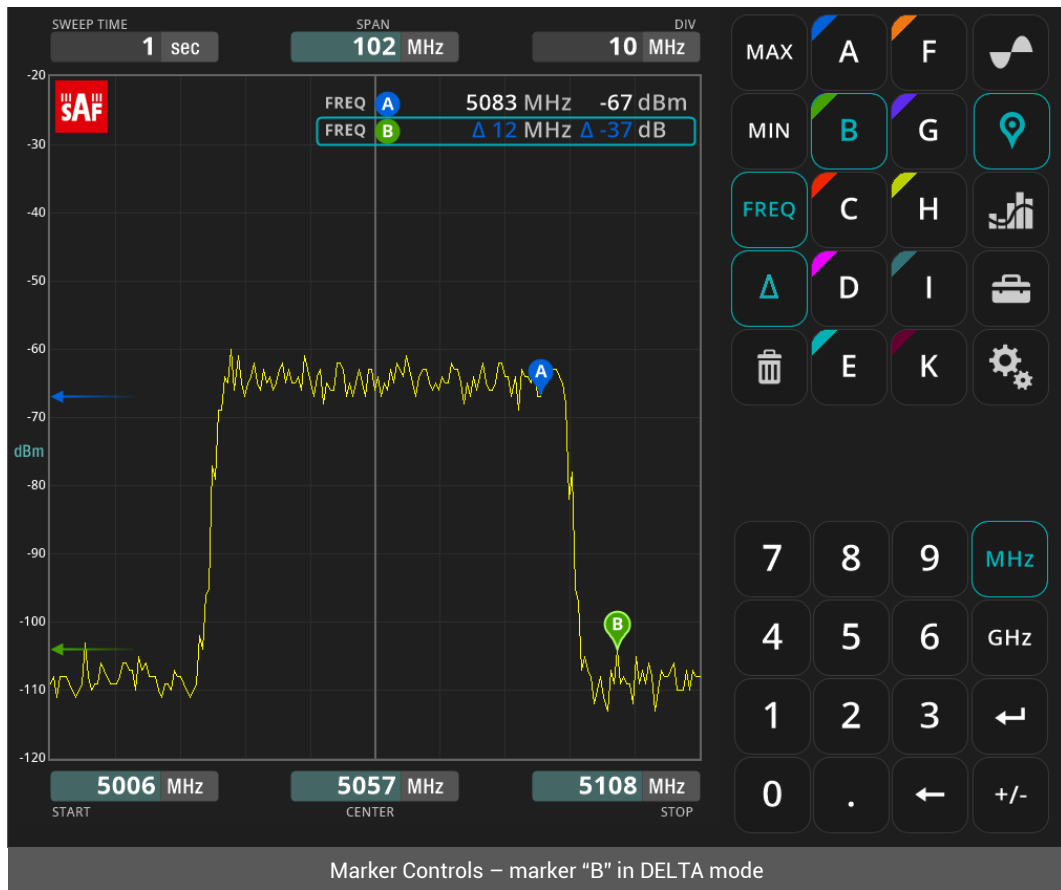 SWEEP TIME SPAN DIV
1 sec 102 MHz 10 MHz
SAF
FREQ A 5083 MHz -67 dBm
FREQ B Δ 12 MHz Δ -37 dB
-20
-30
-40
-50
-60
-70
dBm
-80
-90
-100
-110
-120
A
B
5006 MHz 5057 MHz 5108 MHz
START CENTER STOP
MAX A F
MIN B G
FREQ C H
Δ D I
E K
7 8 9 MHz
4 5 6 GHz
1 2 3
0 . +/-
Marker Controls – marker “B” in DELTA mode